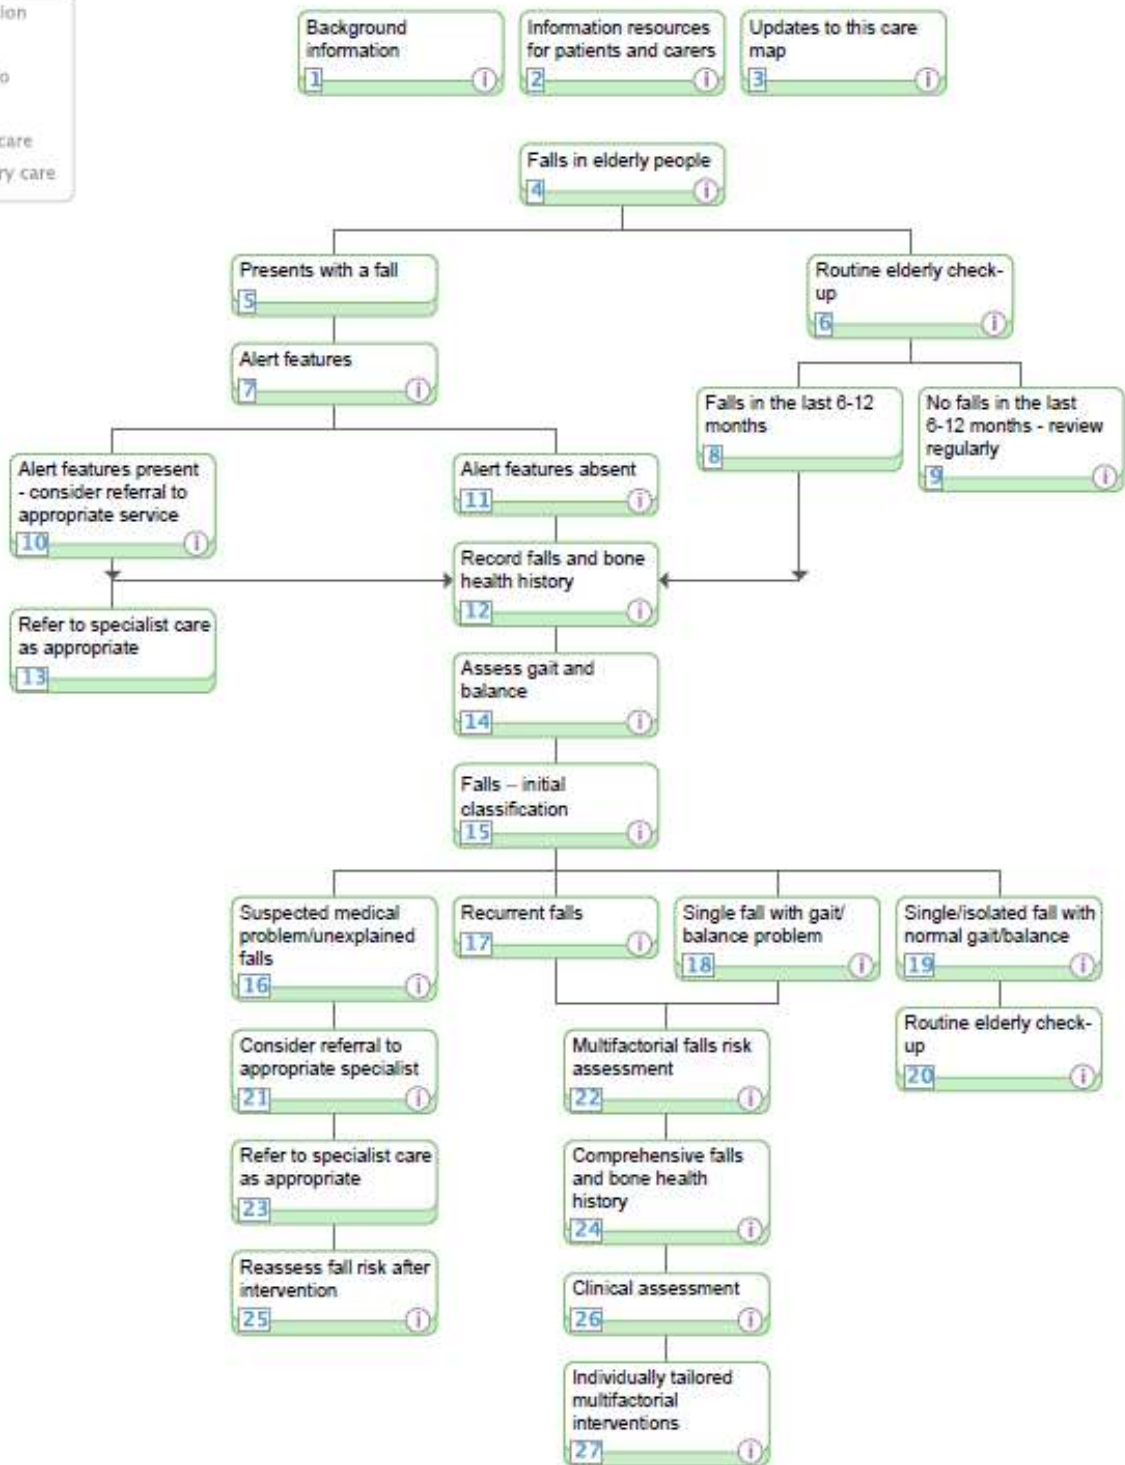 ion
o
care
ry care
Background
information
1
i
Information resources
for patients and carers
2
i
Updates to this care
map
3
i
Falls in elderly people
4
i
Presents with a fall
5
Routine elderly check-
up
6
i
Alert features
7
i
Falls in the last 6-12
months
8
No falls in the last
6-12 months - review
regularly
9
i
Alert features present
- consider referral to
appropriate service
10
i
Alert features absent
11
i
Record falls and bone
health history
12
i
Refer to specialist care
as appropriate
13
Assess gait and
balance
14
i
Falls – initial
classification
15
i
Suspected medical
problem/unexplained
falls
16
i
Recurrent falls
17
i
Single fall with gait/
balance problem
18
i
Single/isolated fall with
normal gait/balance
19
i
Routine elderly check-
up
20
i
Consider referral to
appropriate specialist
21
i
Multifactorial falls risk
assessment
22
i
Refer to specialist care
as appropriate
23
Comprehensive falls
and bone health
history
24
i
Reassess fall risk after
intervention
25
i
Clinical assessment
26
i
Individually tailored
multifactorial
interventions
27
i